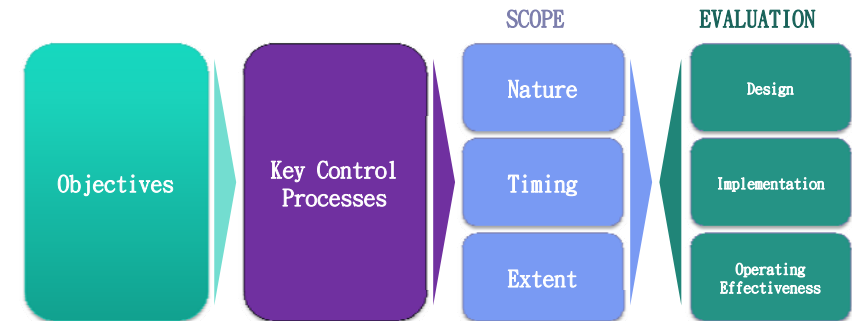 SCOPE
EVALUATION
Objectives
Key Control
Processes
Nature
Timing
Extent
Design
Implementation
Operating
Effectiveness